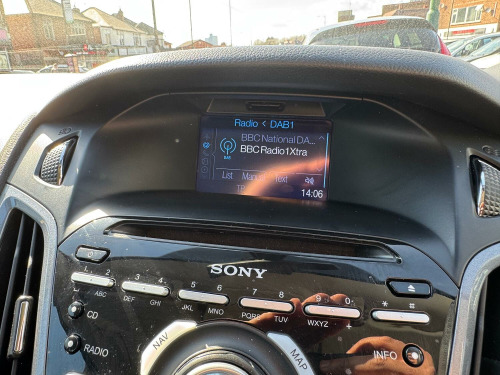 Radio < DAB1
BBC National DA...
BBC Radio1Xtra
DAB
List Manual Text
14:06
SONY
1 2 3 4 5 6 7 8 9 0 * #
ABC DEF GHI JKL MNO PQRS TUV WXYZ
CD
RADIO
NAV
MAP
INFO